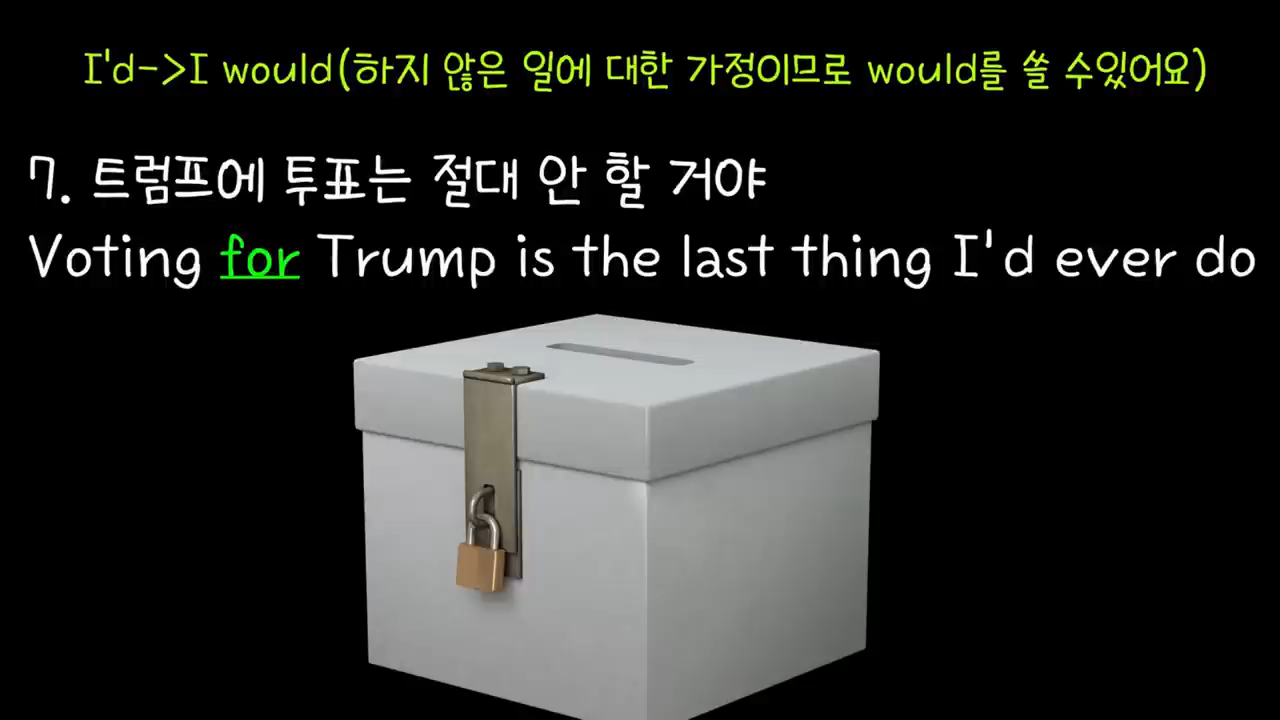 I'd->I would(하지 않은 일에 대한 가정이므로 would를 쓸 수있어요)
7. 트럼프에 투표는 절대 안 할 거야
Voting for Trump is the last thing I'd ever do